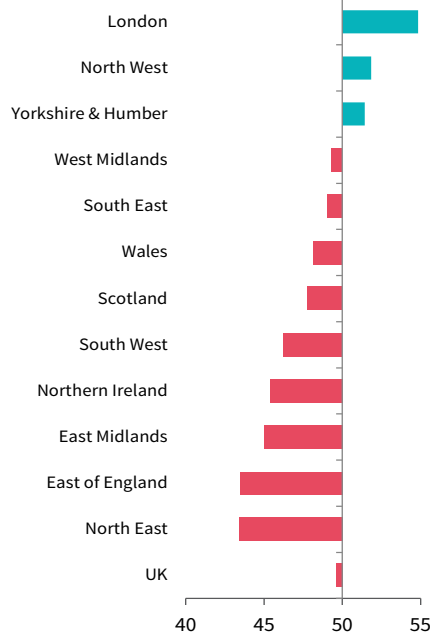 London
North West
Yorkshire & Humber
West Midlands
South East
Wales
Scotland
South West
Northern Ireland
East Midlands
East of England
North East
UK
40 45 50 55